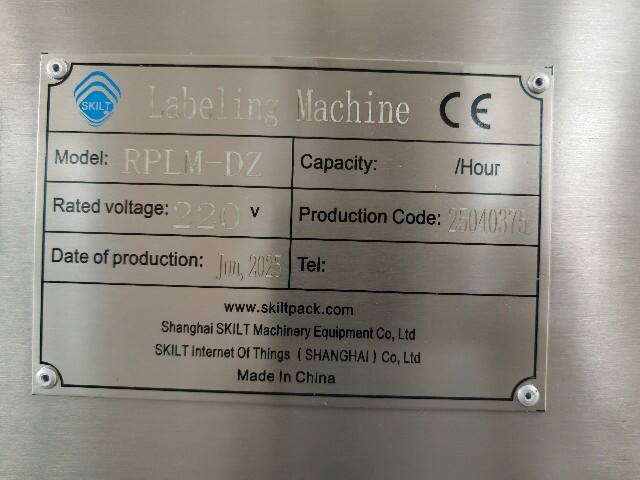 SKILT Labeling Machine CE
Model: RPLM-DZ Capacity: /Hour
Rated voltage: 220 V Production Code: 25040375
Date of production: Jun, 2025 Tel:
www.skiltpack.com
Shanghai SKILT Machinery Equipment Co, Ltd
SKILT Internet Of Things ( SHANGHAI ) Co, Ltd
Made In China